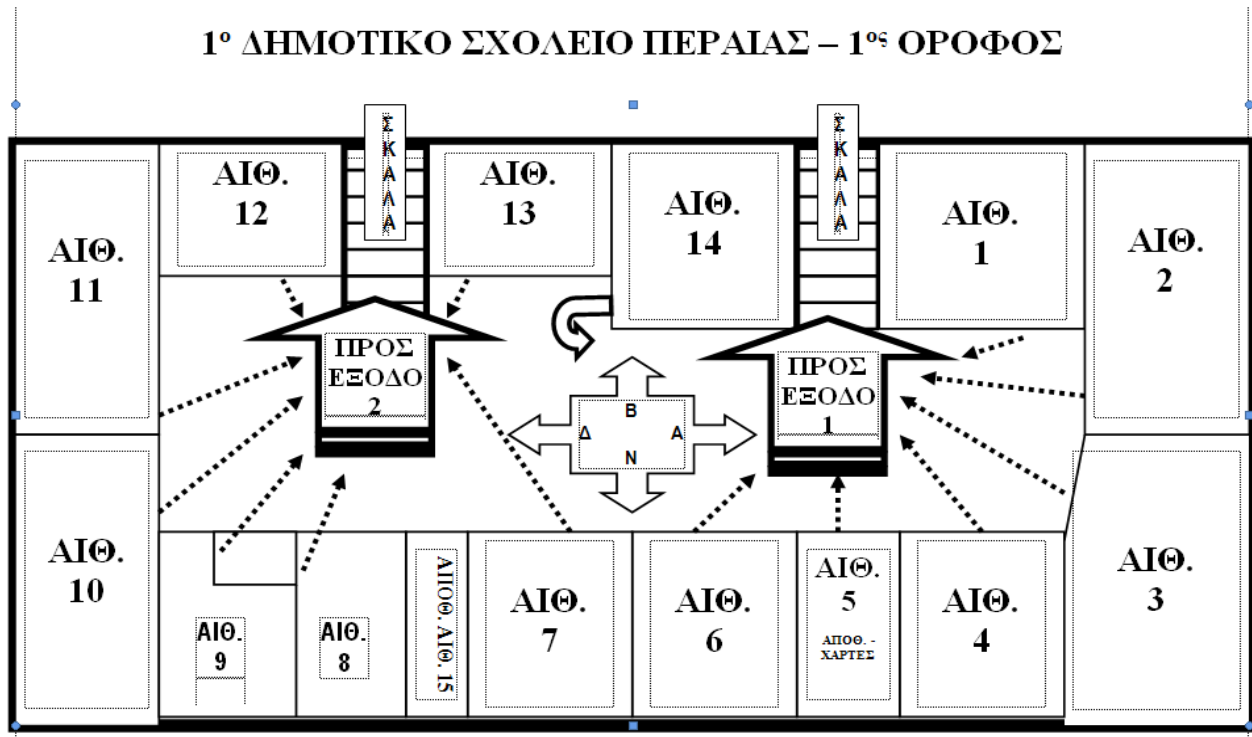 1ο ΔΗΜΟΤΙΚΟ ΣΧΟΛΕΙΟ ΠΕΡΑΙΑΣ – 1ος ΟΡΟΦΟΣ
ΑΙΘ.
11
ΑΙΘ.
12
ΣΚΑΛΑ
ΑΙΘ.
13
ΑΙΘ.
14
ΣΚΑΛΑ
ΑΙΘ.
1
ΑΙΘ.
2
ΠΡΟΣ
ΕΞΟΔΟ
2
Β
Δ Α
Ν
ΠΡΟΣ
ΕΞΟΔΟ
1
ΑΙΘ.
10
ΑΙΘ.
9
ΑΙΘ.
8
ΑΠΟΘ. ΑΙΘ. 15
ΑΙΘ.
7
ΑΙΘ.
6
ΑΙΘ.
5
ΑΠΟΘ. -
ΧΑΡΤΕΣ
ΑΙΘ.
4
ΑΙΘ.
3